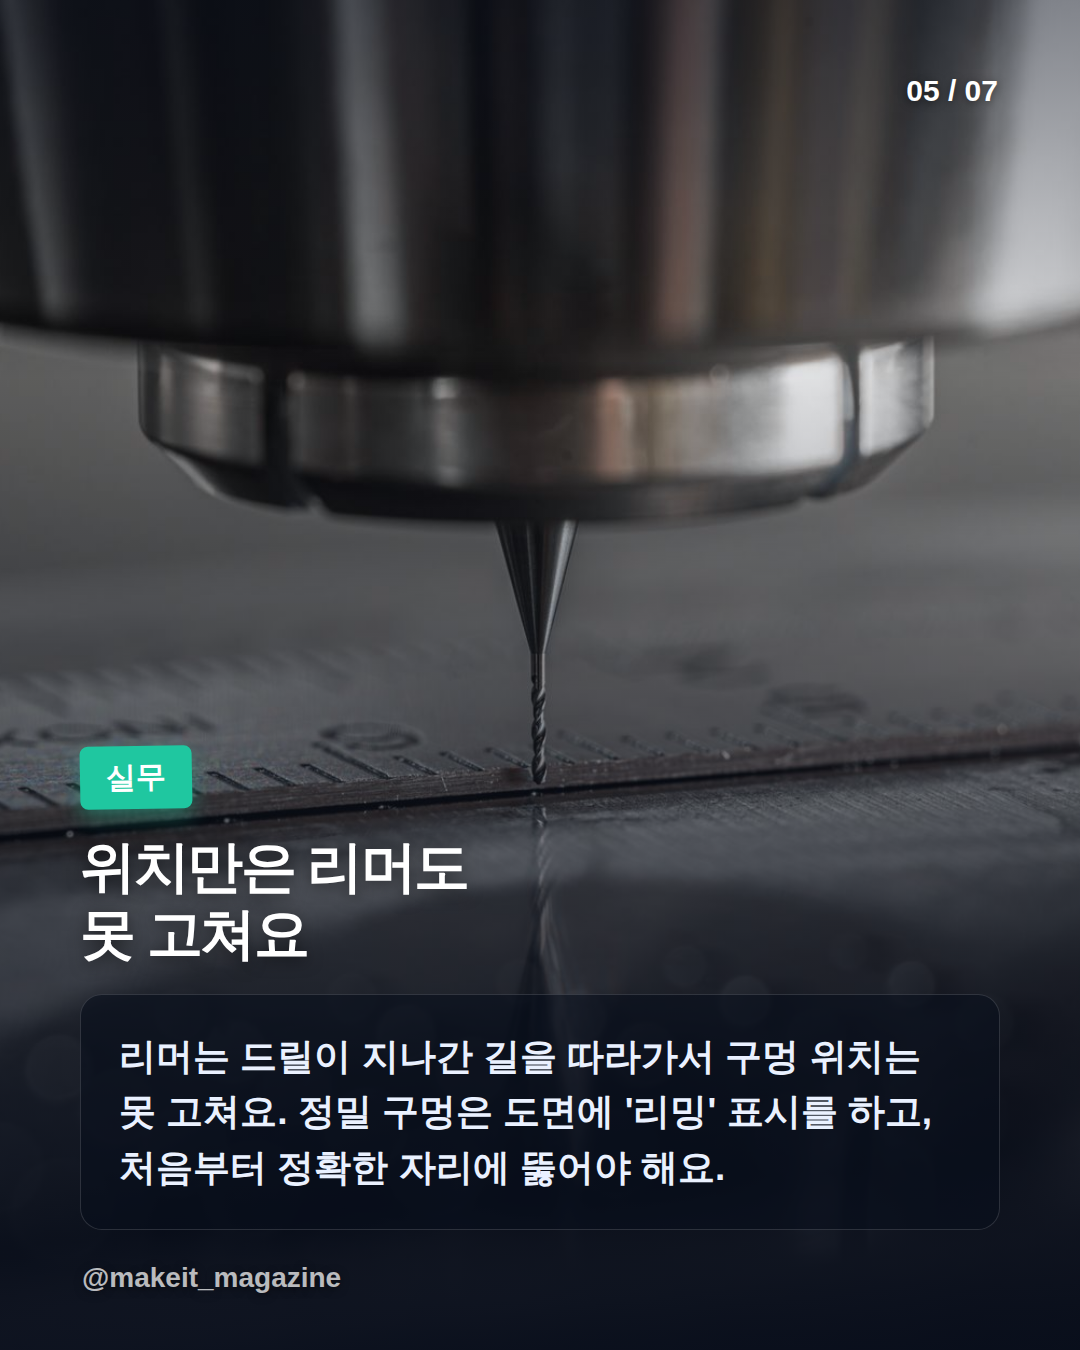 05 / 07
실무
위치만은 리머도
못 고쳐요
리머는 드릴이 지나간 길을 따라가서 구멍 위치는
못 고쳐요. 정밀 구멍은 도면에 '리밍' 표시를 하고,
처음부터 정확한 자리에 뚫어야 해요.
@makeit_magazine